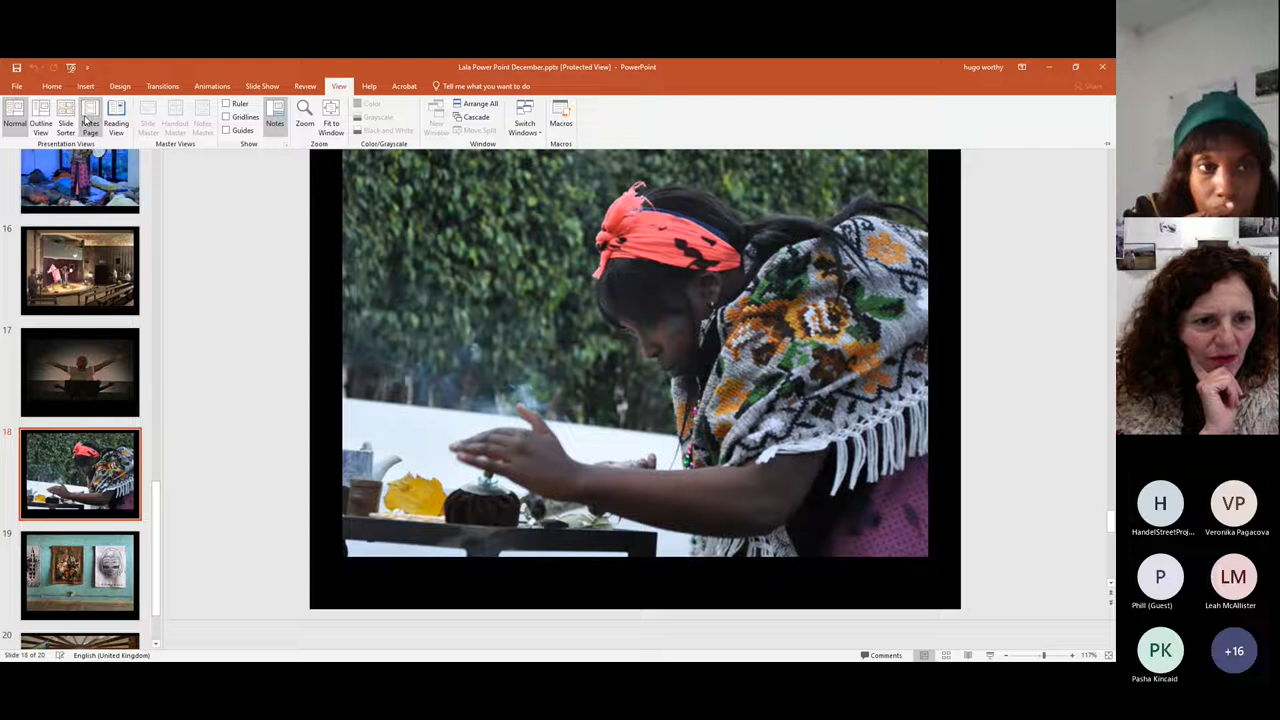 Lala Power Point December.pptx [Protected View] - PowerPoint
hugo worthy
File Home Insert Design Transitions Animations Slide Show Review View Help Acrobat Tell me what you want to do Share
Normal
Outline View
Slide Sorter
Notes Page
Reading View
Presentation Views
Slide Master
Handout Master
Notes Master
Master Views
Ruler
Gridlines
Guides
Show
Notes
Zoom
Fit to Window
Zoom
Color
Grayscale
Black and White
Color/Grayscale
New Window
Arrange All
Cascade
Move Split
Window
Switch Windows
Macros
Macros
16
17
18
19
20
H
HandelStreetProj...
VP
Veronika Pagacova
P
Phill (Guest)
LM
Leah McAllister
PK
Pasha Kincaid
+16
Slide 18 of 20 English (United Kingdom) Comments 117%